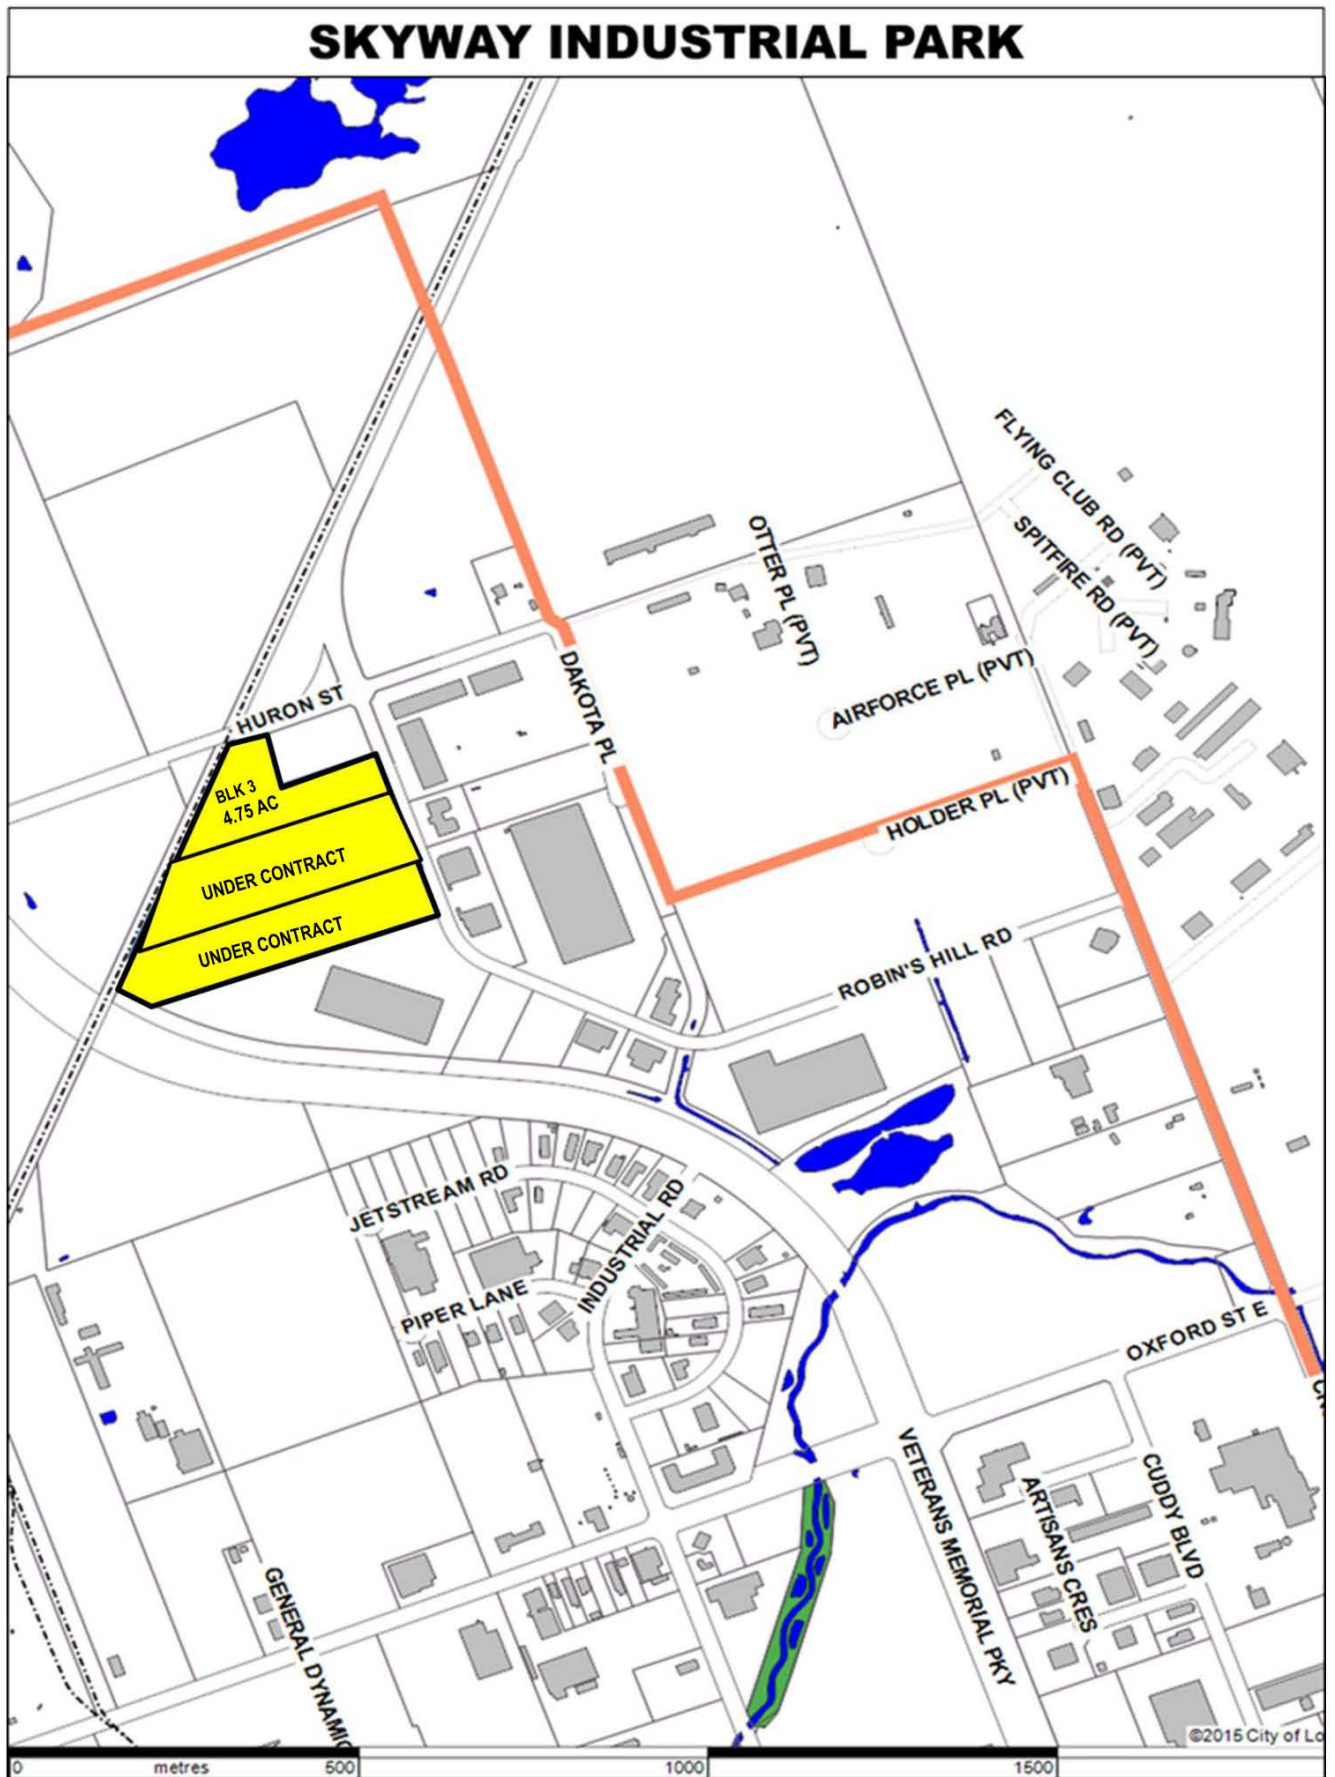 SKYWAY INDUSTRIAL PARK
FLYING CLUB RD (PVT)
SPITFIRE RD (PVT)
OTTER PL (PVT)
AIRFORCE PL (PVT)
DAKOTA PL
HURON ST
BLK 3
4.75 AC
HOLDER PL (PVT)
UNDER CONTRACT
UNDER CONTRACT
ROBIN'S HILL RD
JETSTREAM RD
INDUSTRIAL RD
PIPER LANE
OXFORD ST E
VETERANS MEMORIAL PKY
ARTISANS CRES
CUDDY BLVD
GENERAL DYNAMIC
©2015 City of Lo
0 metres 500 1000 1500